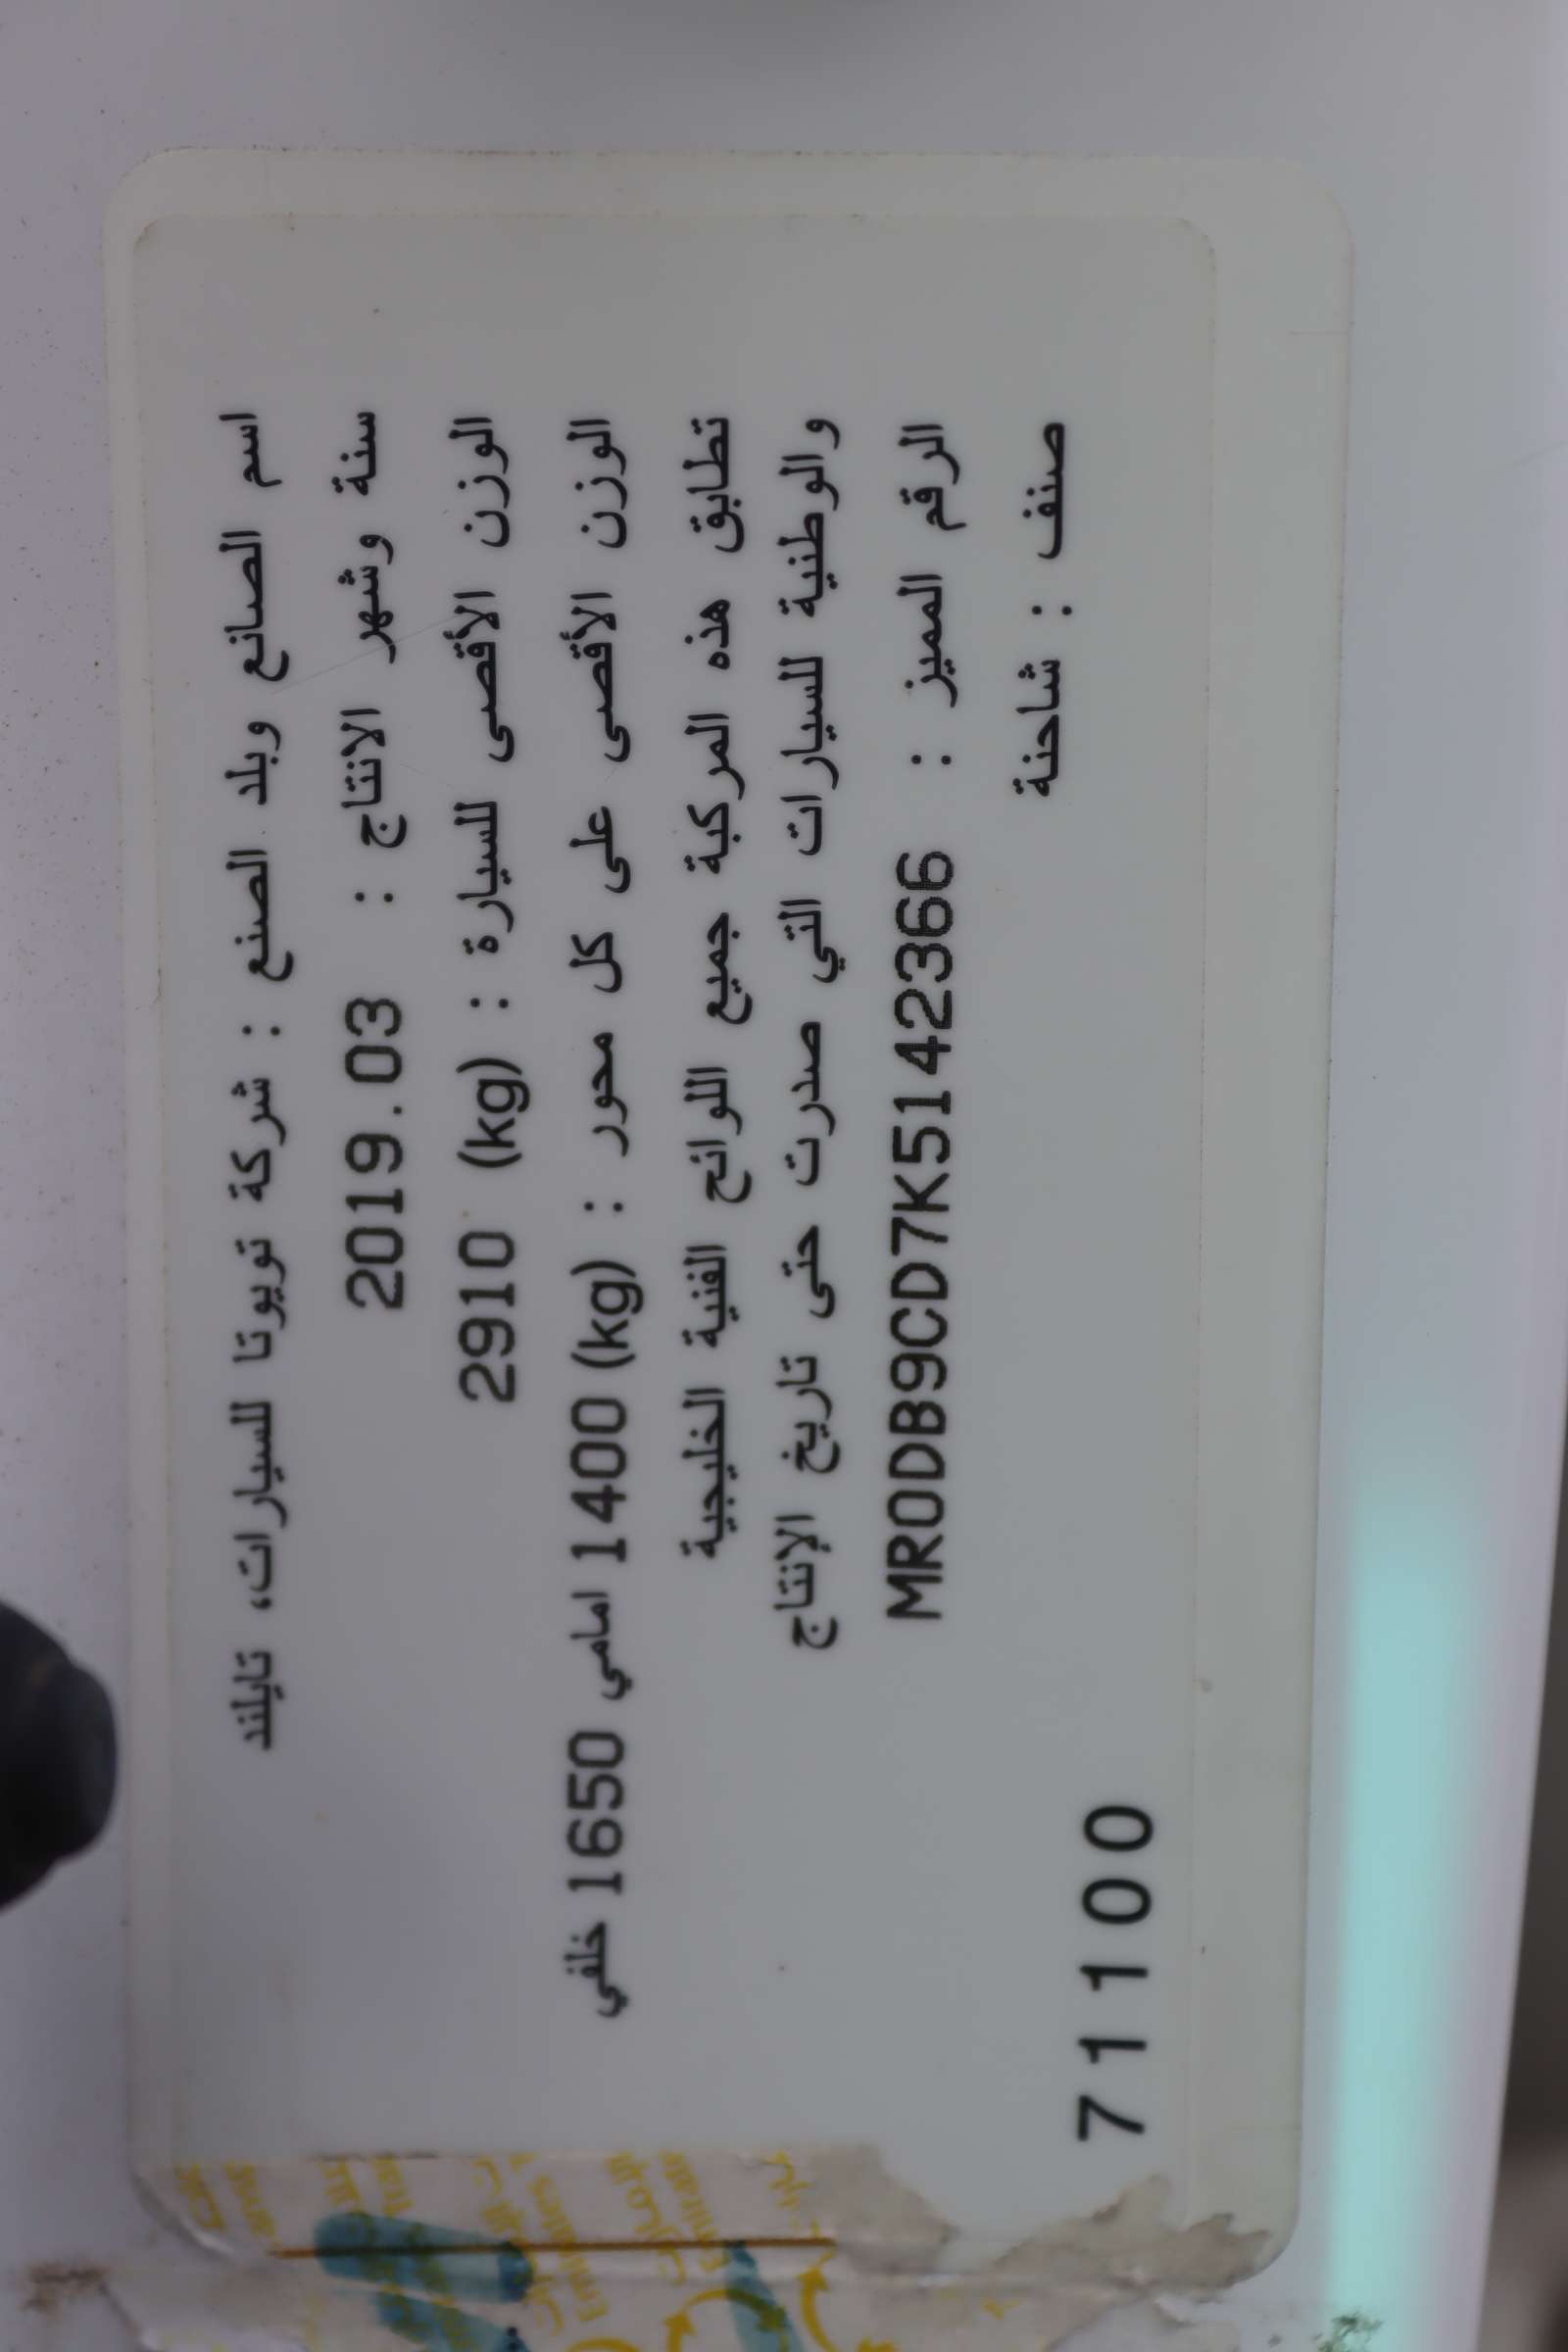 اسم الصانع وبلد الصنع : شركة تويوتا للسيارات، تايلند
سنة وشهر الانتاج : 2019.03
الوزن الأقصى للسيارة : (kg) 2910
الوزن الأقصى على كل محور : (kg) 1400 امامي 1650 خلفي
تطابق هذه المركبة جميع اللوائح الفنية الخليجية
والوطنية للسيارات التي صدرت حتى تاريخ الإنتاج
الرقم المميز : MR0DB9CD7K5142366
صنف : شاحنة
71100